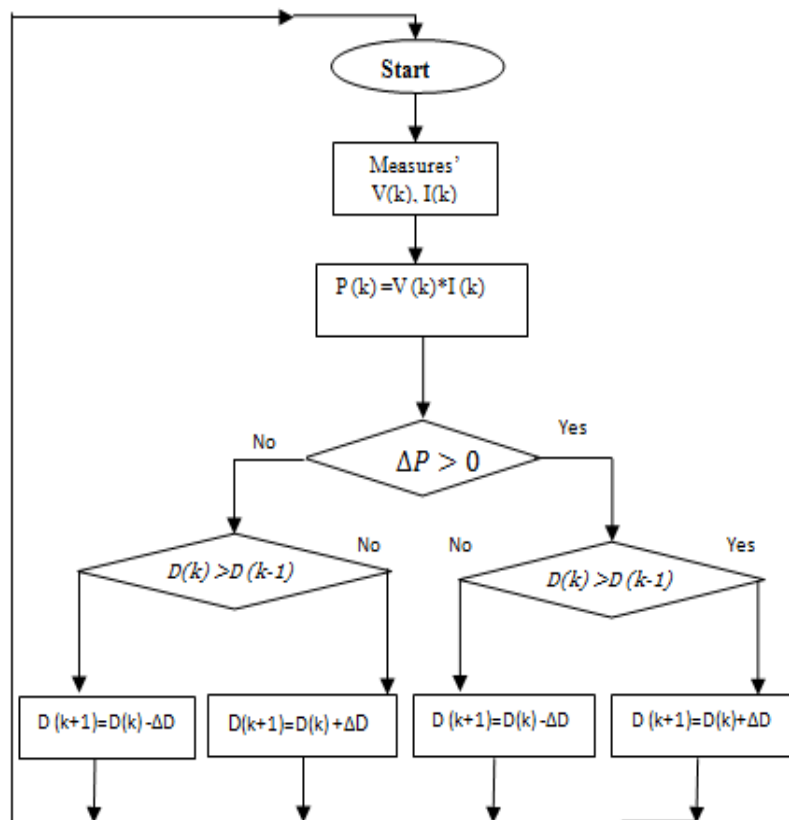 Start
Measures’
V(k), I(k)
P(k)=V(k)*I(k)
No
Yes
ΔP > 0
No
No
Yes
D(k) >D(k-1)
D(k) >D(k-1)
D(k+1)=D(k)-ΔD
D(k+1)=D(k)+ΔD
D(k+1)=D(k)-ΔD
D(k+1)=D(k)+ΔD